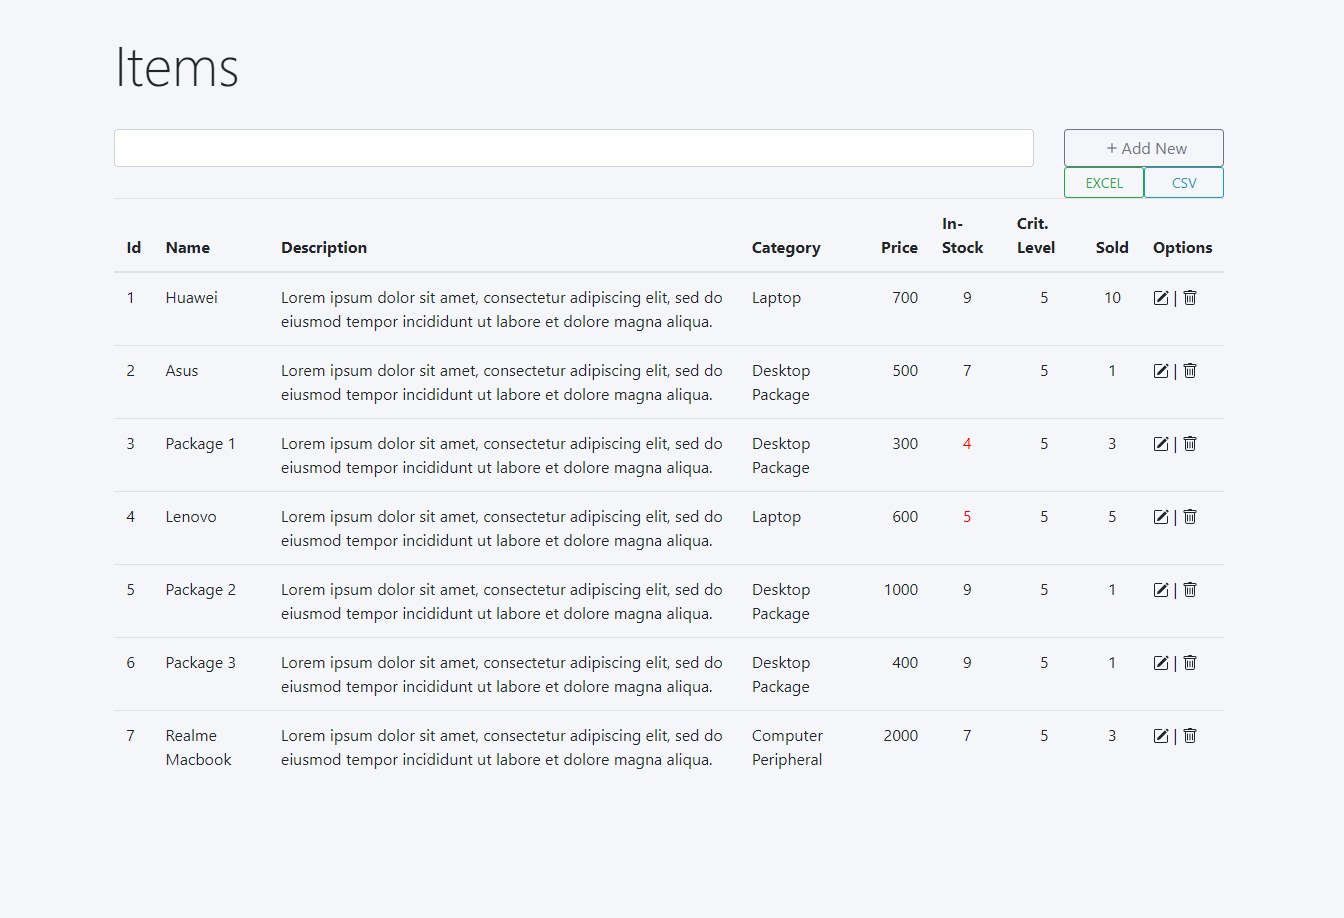 Items
+ Add New
EXCEL CSV
Id Name Description Category Price In-Stock Crit. Level Sold Options
1 Huawei Lorem ipsum dolor sit amet, consectetur adipiscing elit, sed do Laptop 700 9 5 10 |
eiusmod tempor incididunt ut labore et dolore magna aliqua.
2 Asus Lorem ipsum dolor sit amet, consectetur adipiscing elit, sed do Desktop 500 7 5 1 |
eiusmod tempor incididunt ut labore et dolore magna aliqua. Package
3 Package 1 Lorem ipsum dolor sit amet, consectetur adipiscing elit, sed do Desktop 300 4 5 3 |
eiusmod tempor incididunt ut labore et dolore magna aliqua. Package
4 Lenovo Lorem ipsum dolor sit amet, consectetur adipiscing elit, sed do Laptop 600 5 5 5 |
eiusmod tempor incididunt ut labore et dolore magna aliqua.
5 Package 2 Lorem ipsum dolor sit amet, consectetur adipiscing elit, sed do Desktop 1000 9 5 1 |
eiusmod tempor incididunt ut labore et dolore magna aliqua. Package
6 Package 3 Lorem ipsum dolor sit amet, consectetur adipiscing elit, sed do Desktop 400 9 5 1 |
eiusmod tempor incididunt ut labore et dolore magna aliqua. Package
7 Realme Lorem ipsum dolor sit amet, consectetur adipiscing elit, sed do Computer 2000 7 5 3 |
Macbook eiusmod tempor incididunt ut labore et dolore magna aliqua. Peripheral